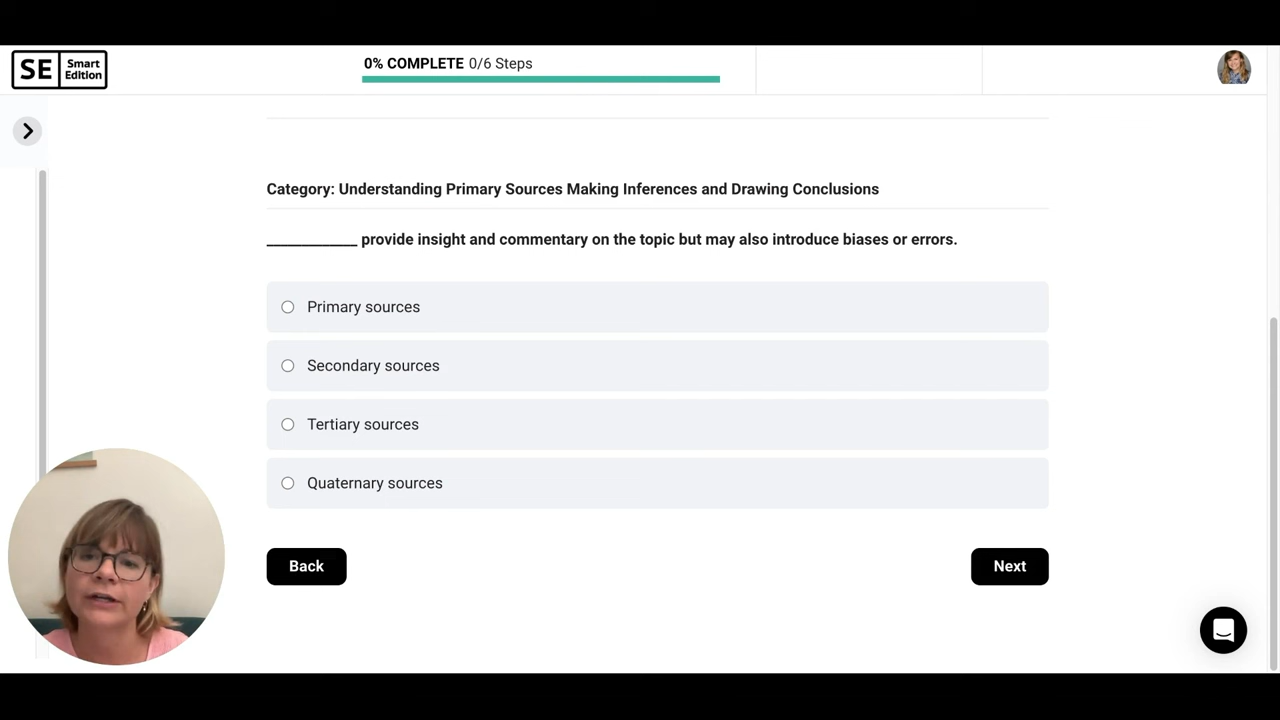 SE Smart
Edition
0% COMPLETE 0/6 Steps
Category: Understanding Primary Sources Making Inferences and Drawing Conclusions
_____________ provide insight and commentary on the topic but may also introduce biases or errors.
Primary sources
Secondary sources
Tertiary sources
Quaternary sources
Back
Next